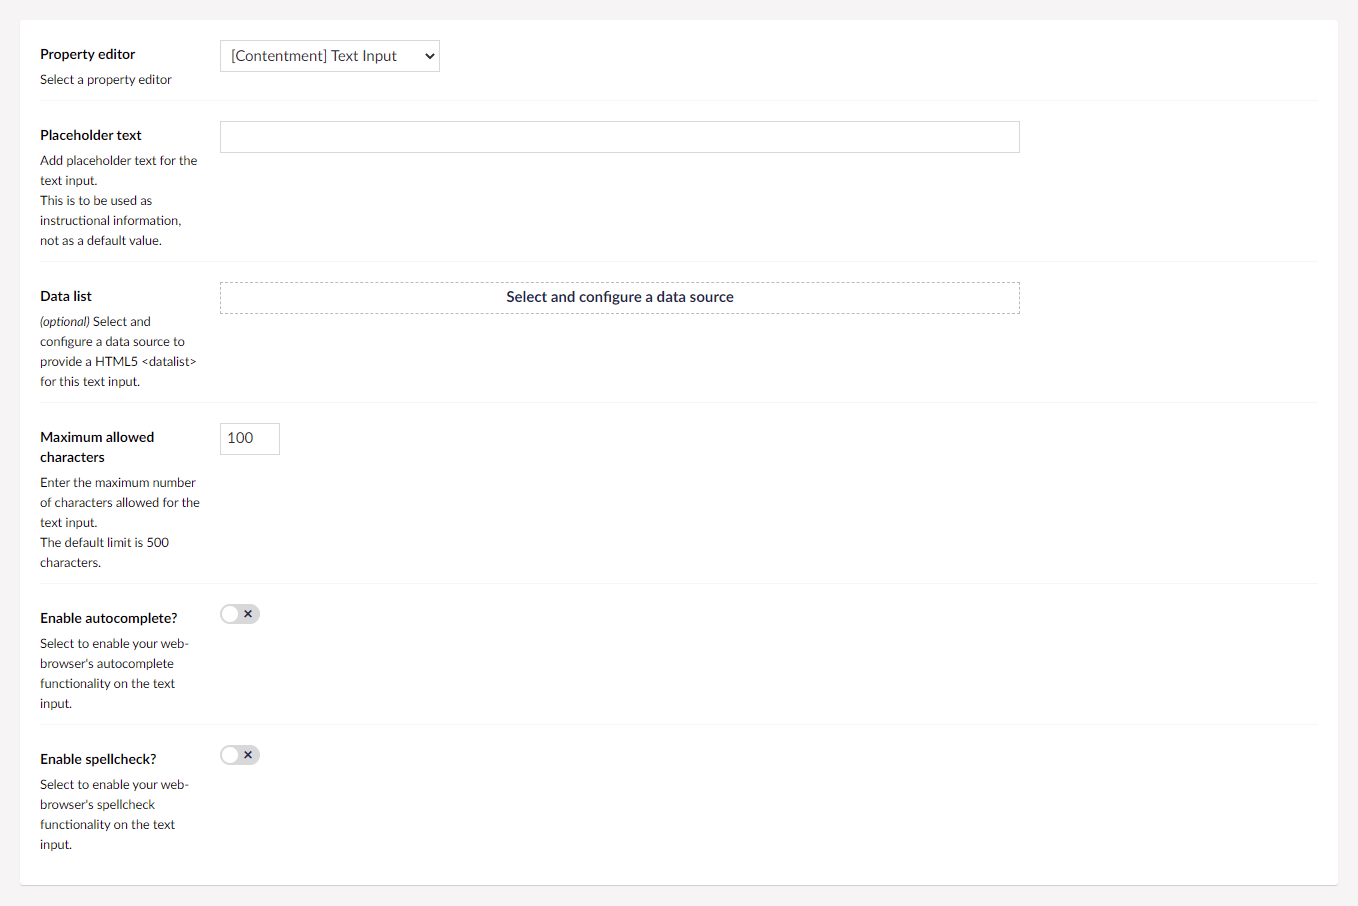 Property editor
[Contentment] Text Input
Select a property editor
Placeholder text
Add placeholder text for the
text input.
This is to be used as
instructional information,
not as a default value.
Data list
Select and configure a data source
(optional) Select and
configure a data source to
provide a HTML5 <datalist>
for this text input.
Maximum allowed
characters
100
Enter the maximum number
of characters allowed for the
text input.
The default limit is 500
characters.
Enable autocomplete?
Select to enable your web-
browser's autocomplete
functionality on the text
input.
Enable spellcheck?
Select to enable your web-
browser's spellcheck
functionality on the text
input.